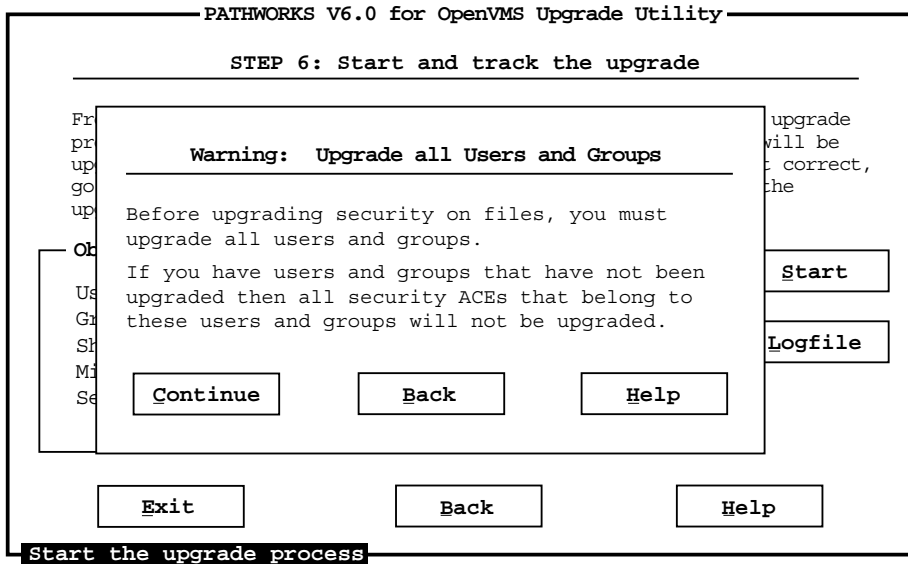 PATHWORKS V6.0 for OpenVMS Upgrade Utility
STEP 6: Start and track the upgrade
upgrade
will be
correct,
the
Warning: Upgrade all Users and Groups
Before upgrading security on files, you must
upgrade all users and groups.
If you have users and groups that have not been
upgraded then all security ACEs that belong to
these users and groups will not be upgraded.
Continue
Back
Help
Start
Logfile
Exit
Back
Help
Start the upgrade process